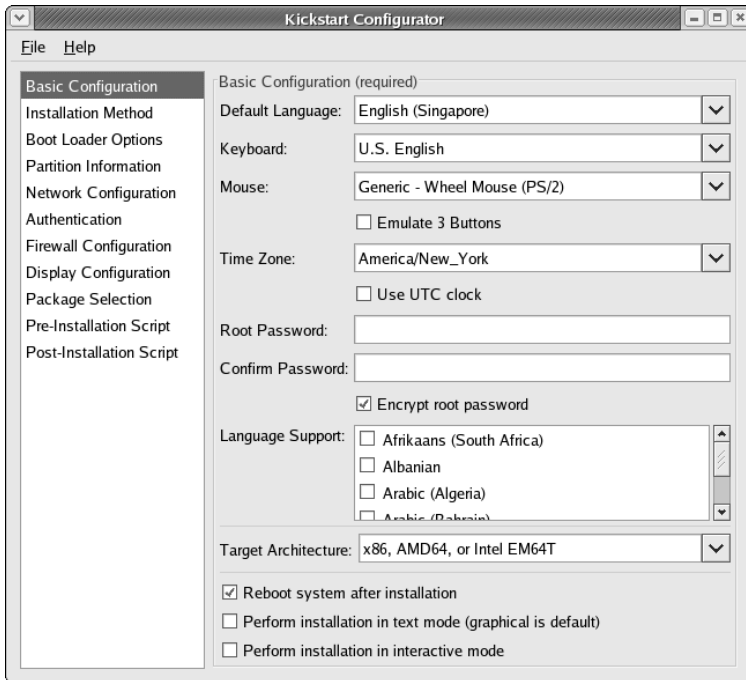 Kickstart Configurator
File Help
Basic Configuration
Installation Method
Boot Loader Options
Partition Information
Network Configuration
Authentication
Firewall Configuration
Display Configuration
Package Selection
Pre-Installation Script
Post-Installation Script
Basic Configuration (required)
Default Language: English (Singapore)
Keyboard: U.S. English
Mouse: Generic - Wheel Mouse (PS/2)
Emulate 3 Buttons
Time Zone: America/New_York
Use UTC clock
Root Password:
Confirm Password:
Encrypt root password
Language Support: Afrikaans (South Africa)
Albanian
Arabic (Algeria)
Arabic (Bahrain)
Target Architecture: x86, AMD64, or Intel EM64T
Reboot system after installation
Perform installation in text mode (graphical is default)
Perform installation in interactive mode